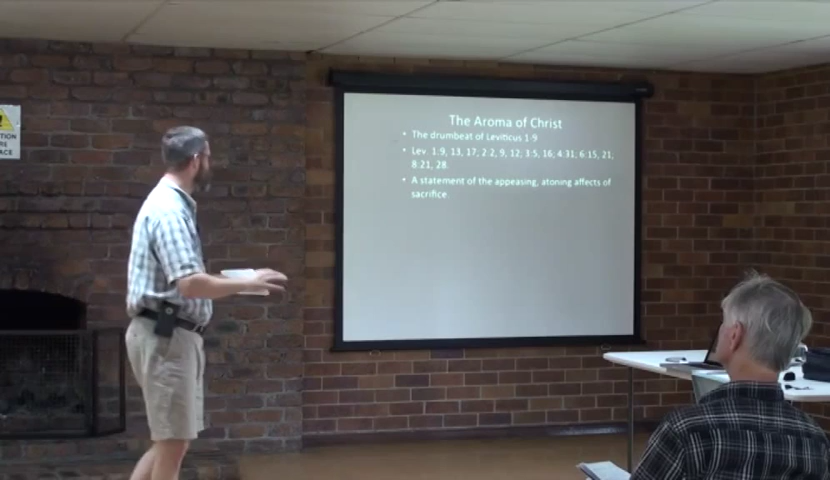 The Aroma of Christ
• The drumbeat of Leviticus 1-9
• Lev. 1:9, 13, 17; 2:2, 9, 12; 3:5, 16; 4:31; 6:15, 21;
8:21, 28.
• A statement of the appeasing, atoning affects of
sacrifice.